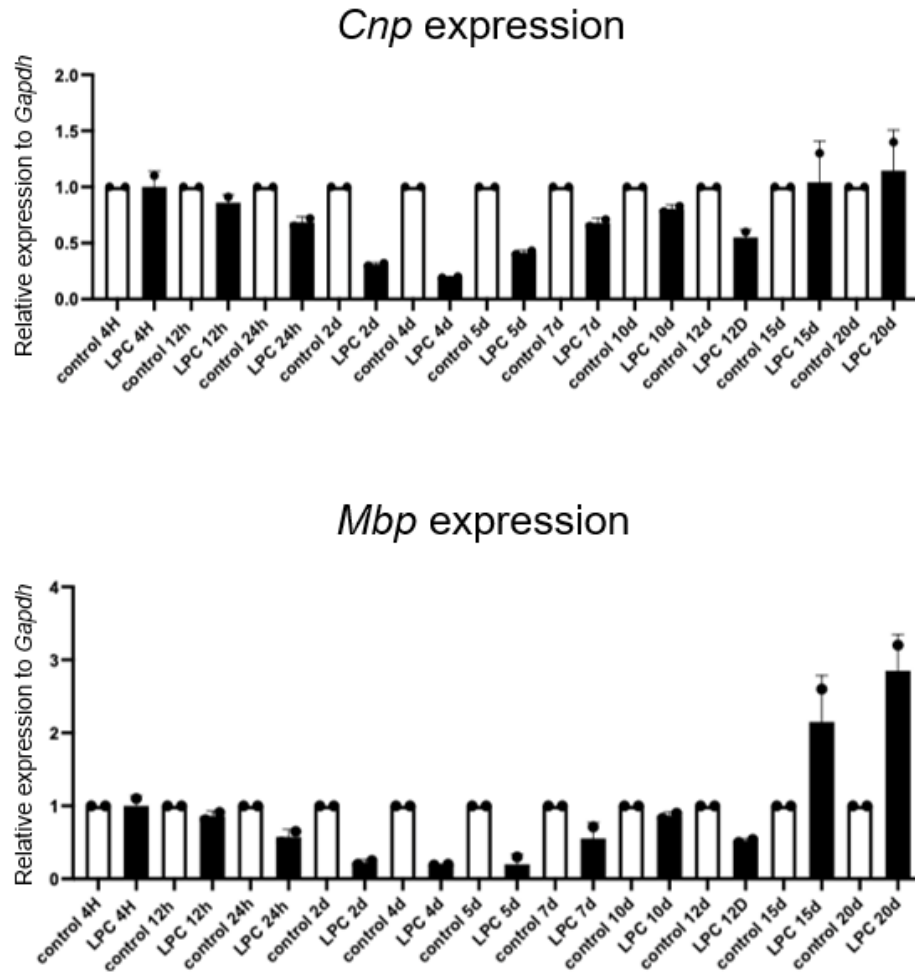 Cnp expression
Relative expression to Gapdh
2.0
1.5
1.0
0.5
0.0
control 4H
LPC 4H
control 12h
LPC 12h
control 24h
LPC 24h
control 2d
LPC 2d
control 4d
LPC 4d
control 5d
LPC 5d
control 7d
LPC 7d
control 10d
LPC 10d
control 12d
LPC 12D
control 15d
LPC 15d
control 20d
LPC 20d
Mbp expression
Relative expression to Gapdh
4
3
2
1
0
control 4H
LPC 4H
control 12h
LPC 12h
control 24h
LPC 24h
control 2d
LPC 2d
control 4d
LPC 4d
control 5d
LPC 5d
control 7d
LPC 7d
control 10d
LPC 10d
control 12d
LPC 12D
control 15d
LPC 15d
control 20d
LPC 20d